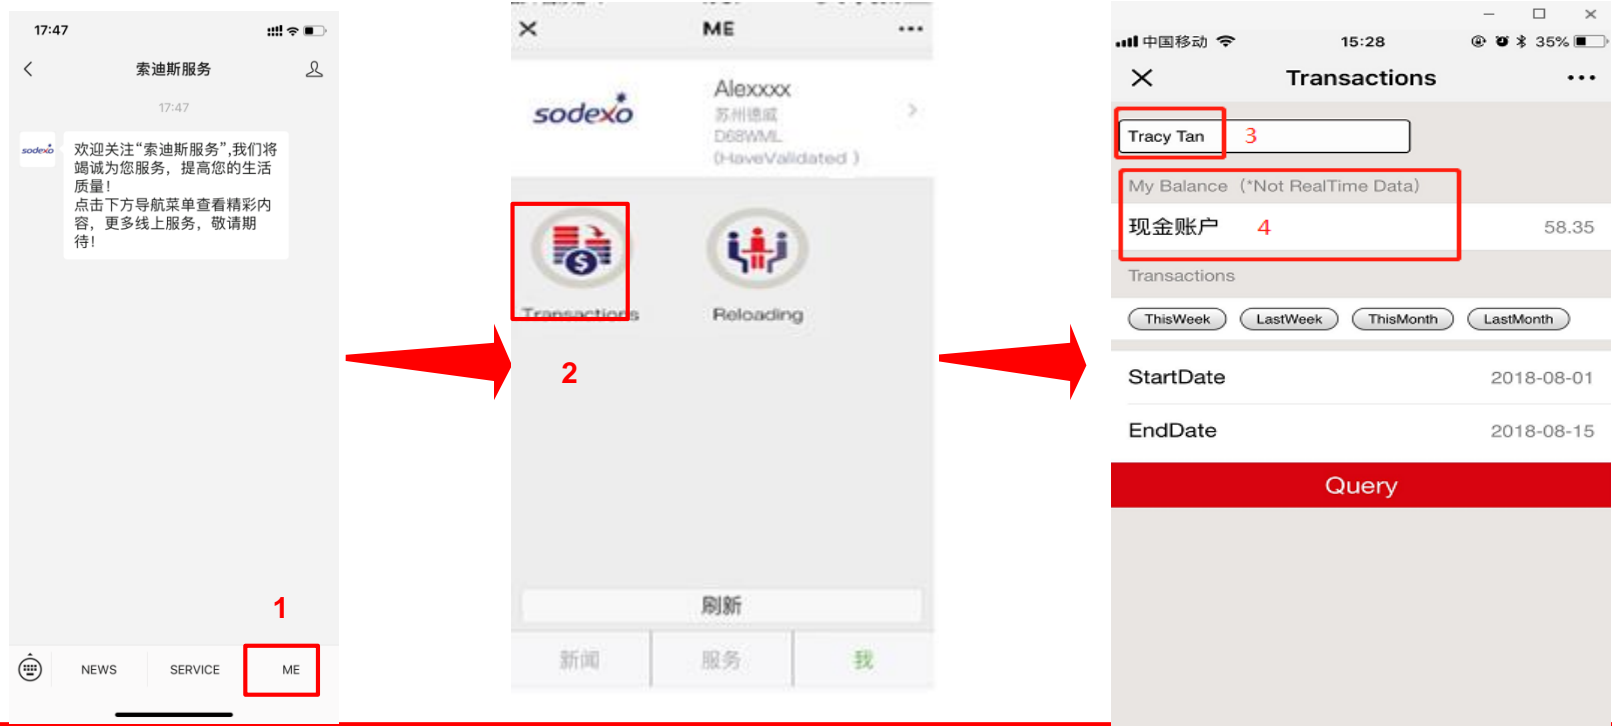 17:47
索迪斯服务
17:47
sodexo
欢迎关注“索迪斯服务”,我们将
竭诚为您服务，提高您的生活
质量！
点击下方导航菜单查看精彩内
容，更多线上服务，敬请期
待！
1
NEWS
SERVICE
ME
ME
sodexo
Alexxxx
苏州德威
D68WML
(HaveValidated )
Transactions
Reloading
2
刷新
新闻
服务
我
中国移动
15:28
35%
Transactions
Tracy Tan
3
My Balance（*Not RealTime Data）
现金账户
4
58.35
Transactions
ThisWeek
LastWeek
ThisMonth
LastMonth
StartDate
2018-08-01
EndDate
2018-08-15
Query